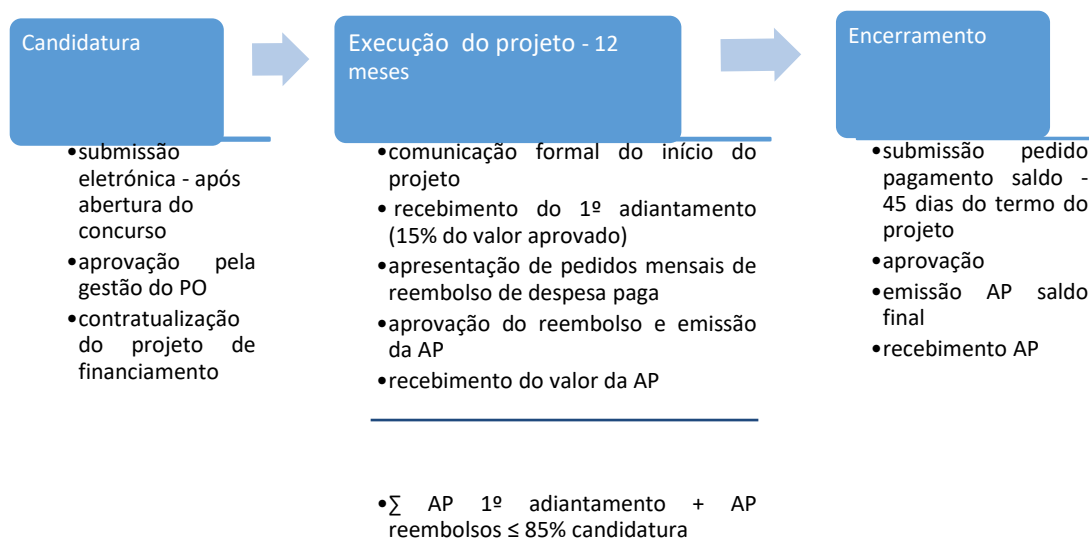 Candidatura
•submissão
eletrónica - após
abertura do
concurso
•aprovação pela
gestão do PO
•contratualização
do projeto de
financiamento
Execução do projeto - 12
meses
•comunicação formal do início do
projeto
• recebimento do 1º adiantamento
(15% do valor aprovado)
•apresentação de pedidos mensais de
reembolso de despesa paga
•aprovação do reembolso e emissão
da AP
•recebimento do valor da AP
•∑ AP 1º adiantamento + AP
reembolsos ≤ 85% candidatura
Encerramento
•submissão pedido
pagamento saldo -
45 dias do termo do
projeto
•aprovação
•emissão AP saldo
final
•recebimento AP